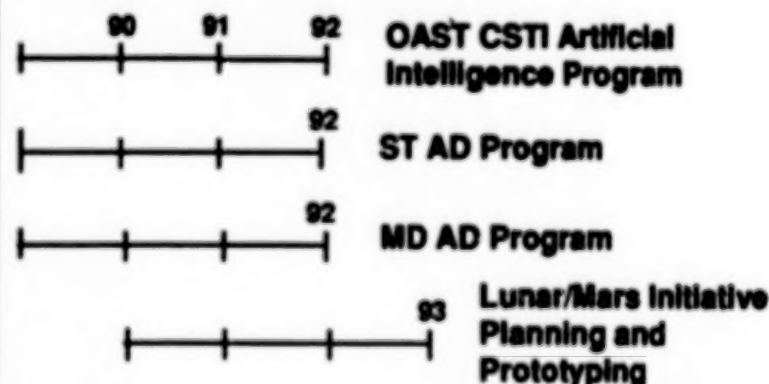 90 91 92 OAST CSTI Artificial
Intelligence Program
92
ST AD Program
92
MD AD Program
93 Lunar/Mars Initiative
Planning and
Prototyping